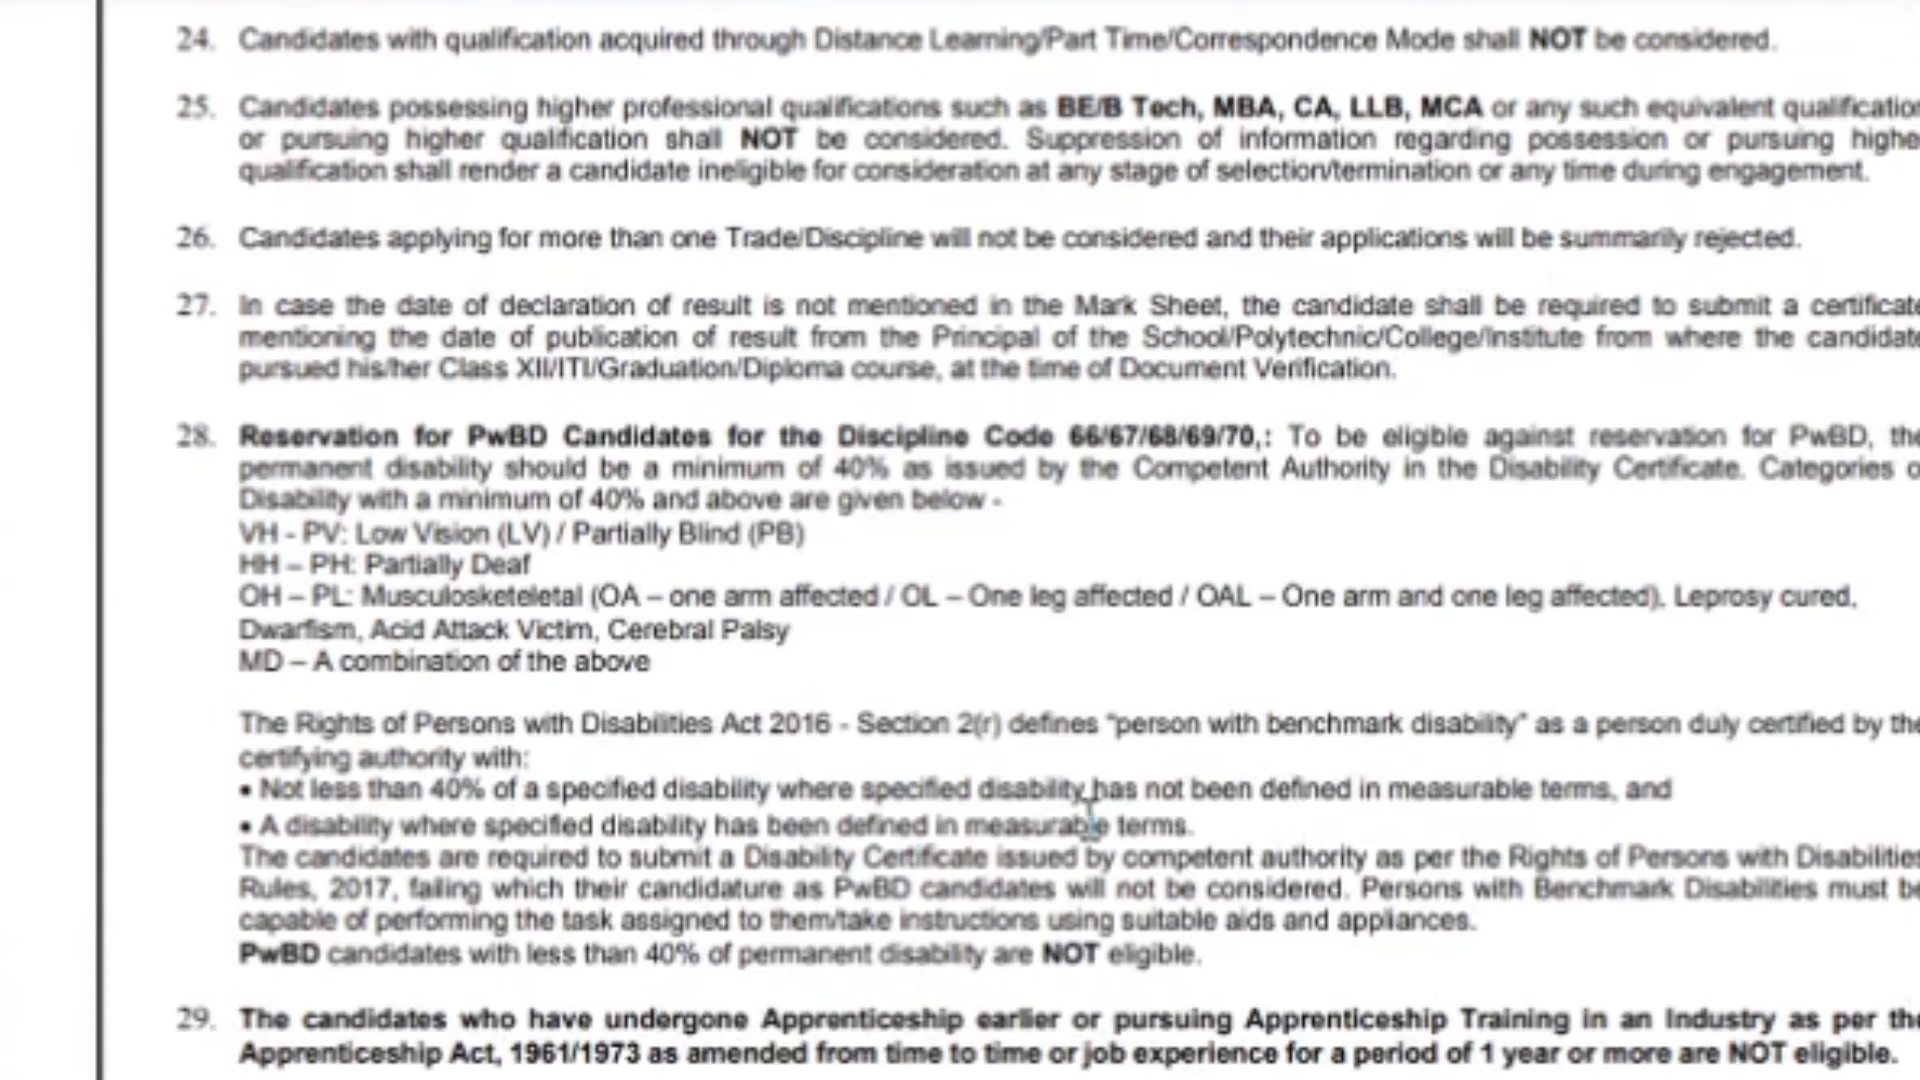 24. Candidates with qualification acquired through Distance Learning/Part Time/Correspondence Mode shall NOT be considered.
25. Candidates possessing higher professional qualifications such as BE/B Tech, MBA, CA, LLB, MCA or any such equivalent qualification
or pursuing higher qualification shall NOT be considered. Suppression of information regarding possession or pursuing highe
qualification shall render a candidate ineligible for consideration at any stage of selection/termination or any time during engagement.
26. Candidates applying for more than one Trade/Discipline will not be considered and their applications will be summarily rejected.
27. In case the date of declaration of result is not mentioned in the Mark Sheet, the candidate shall be required to submit a certificate
mentioning the date of publication of result from the Principal of the School/Polytechnic/College/Institute from where the candidate
pursued his/her Class XII/ITI/Graduation/Diploma course, at the time of Document Verification.
28. Reservation for PwBD Candidates for the Discipline Code 66/67/68/69/70,: To be eligible against reservation for PwBD, the
permanent disability should be a minimum of 40% as issued by the Competent Authority in the Disability Certificate. Categories o
Disability with a minimum of 40% and above are given below -
VH - PV: Low Vision (LV) / Partially Blind (PB)
HH – PH: Partially Deaf
OH – PL: Musculosketeletal (OA – one arm affected / OL – One leg affected / OAL – One arm and one leg affected), Leprosy cured,
Dwarfism, Acid Attack Victim, Cerebral Palsy
MD – A combination of the above
The Rights of Persons with Disabilities Act 2016 - Section 2(r) defines "person with benchmark disability" as a person duly certified by the
certifying authority with:
• Not less than 40% of a specified disability where specified disability has not been defined in measurable terms, and
• A disability where specified disability has been defined in measurable terms.
The candidates are required to submit a Disability Certificate issued by competent authority as per the Rights of Persons with Disabilities
Rules, 2017, failing which their candidature as PwBD candidates will not be considered. Persons with Benchmark Disabilities must be
capable of performing the task assigned to them/take instructions using suitable aids and appliances.
PwBD candidates with less than 40% of permanent disability are NOT eligible.
29. The candidates who have undergone Apprenticeship earlier or pursuing Apprenticeship Training in an Industry as per the
Apprenticeship Act, 1961/1973 as amended from time to time or job experience for a period of 1 year or more are NOT eligible.